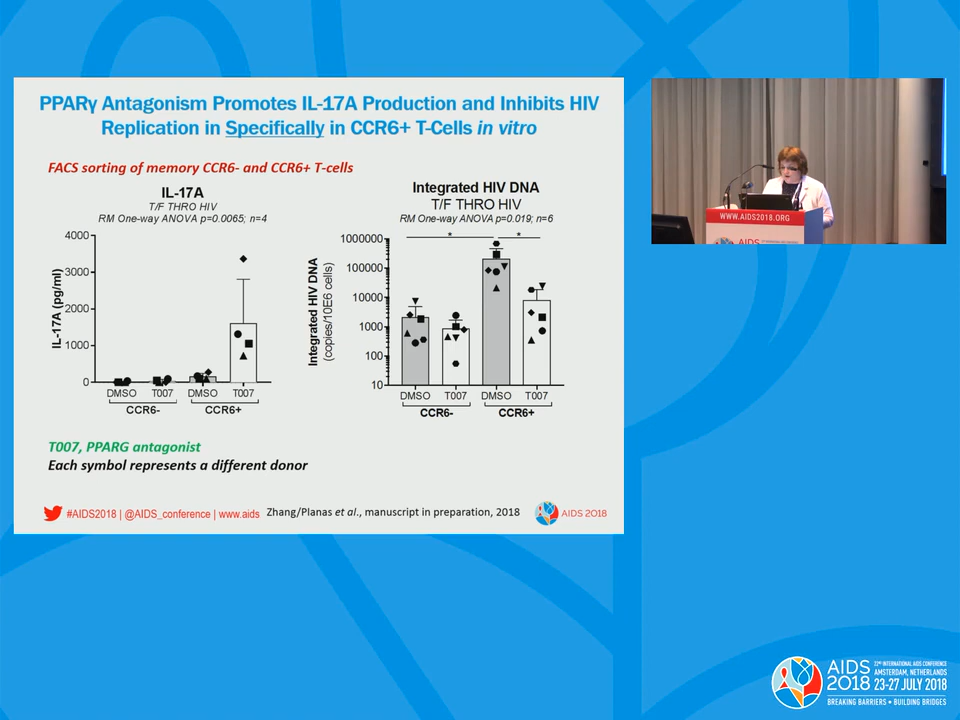 PPARγ Antagonism Promotes IL-17A Production and Inhibits HIV
Replication in Specifically in CCR6+ T-Cells in vitro
FACS sorting of memory CCR6- and CCR6+ T-cells
IL-17A
T/F THRO HIV
RM One-way ANOVA p=0.0065; n=4
IL-17A (pg/ml)
4000
3000
2000
1000
0
DMSO T007 DMSO T007
CCR6- CCR6+
Integrated HIV DNA
T/F THRO HIV
RM One-way ANOVA p=0.019; n=6
Integrated HIV DNA
(copies/10E6 cells)
1000000
100000
10000
1000
100
10
* *
DMSO T007 DMSO T007
CCR6- CCR6+
T007, PPARG antagonist
Each symbol represents a different donor
#AIDS2018 | @AIDS_conference | www.aids Zhang/Planas et al., manuscript in preparation, 2018
AIDS 2018
WWW.AIDS2018.ORG
AIDS
2018
22ND INTERNATIONAL AIDS CONFERENCE
AMSTERDAM, NETHERLANDS
23-27 JULY 2018
BREAKING BARRIERS • BUILDING BRIDGES